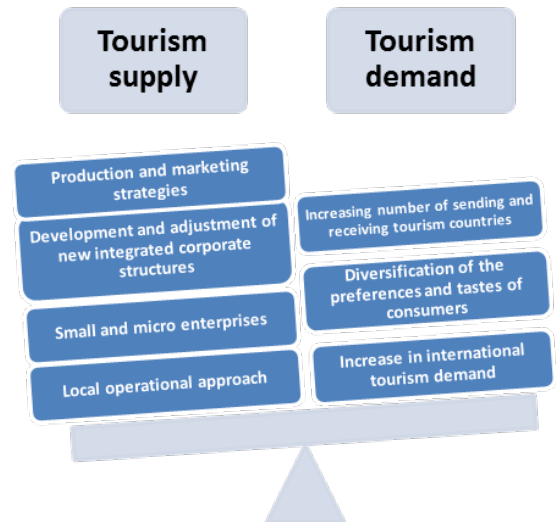 Tourism
supply
Tourism
demand
Production and marketing
strategies
Development and adjustment of
new integrated corporate
structures
Small and micro enterprises
Local operational approach
Increasing number of sending and
receiving tourism countries
Diversification of the
preferences and tastes of
consumers
Increase in international
tourism demand